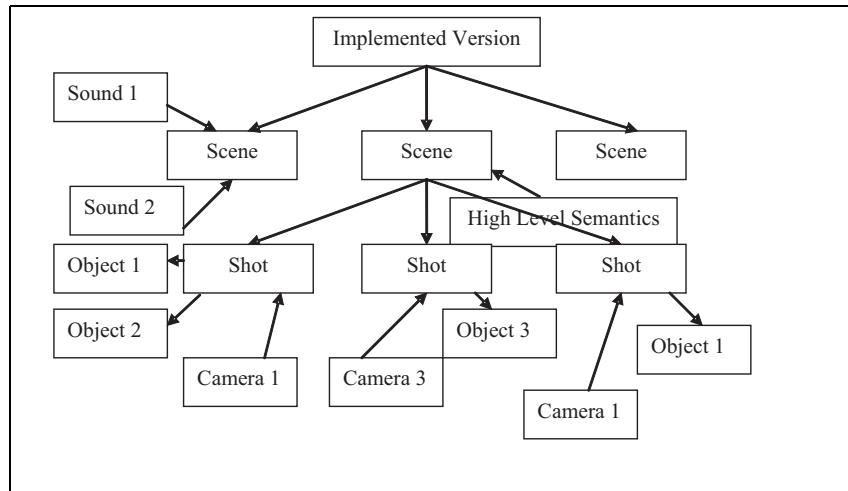 Implemented Version
Sound 1
Scene
Scene
Scene
Sound 2
High Level Semantics
Object 1
Shot
Shot
Shot
Object 2
Object 3
Object 1
Camera 1
Camera 3
Camera 1